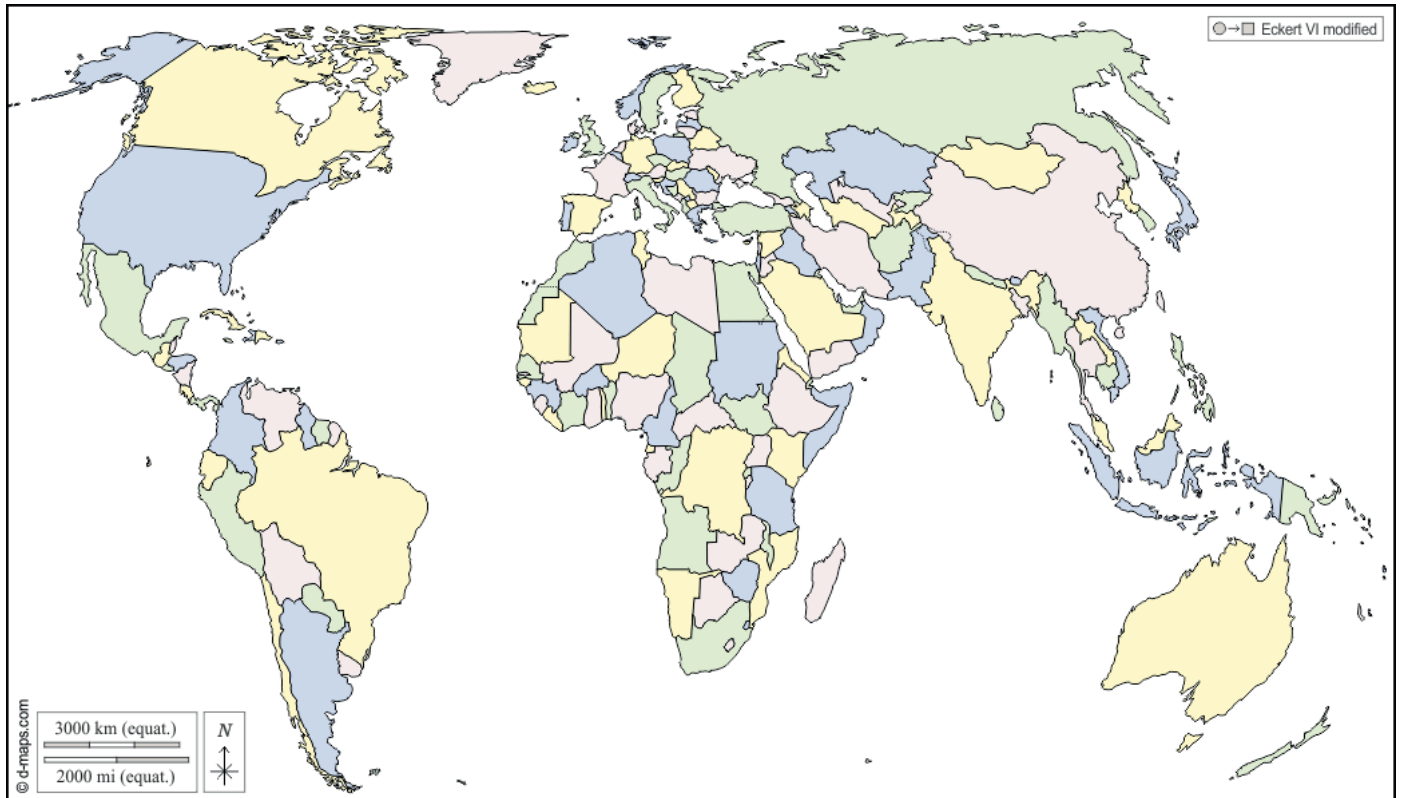 Eckert VI modified
© d-maps.com
3000 km (equat.)
2000 mi (equat.)
N